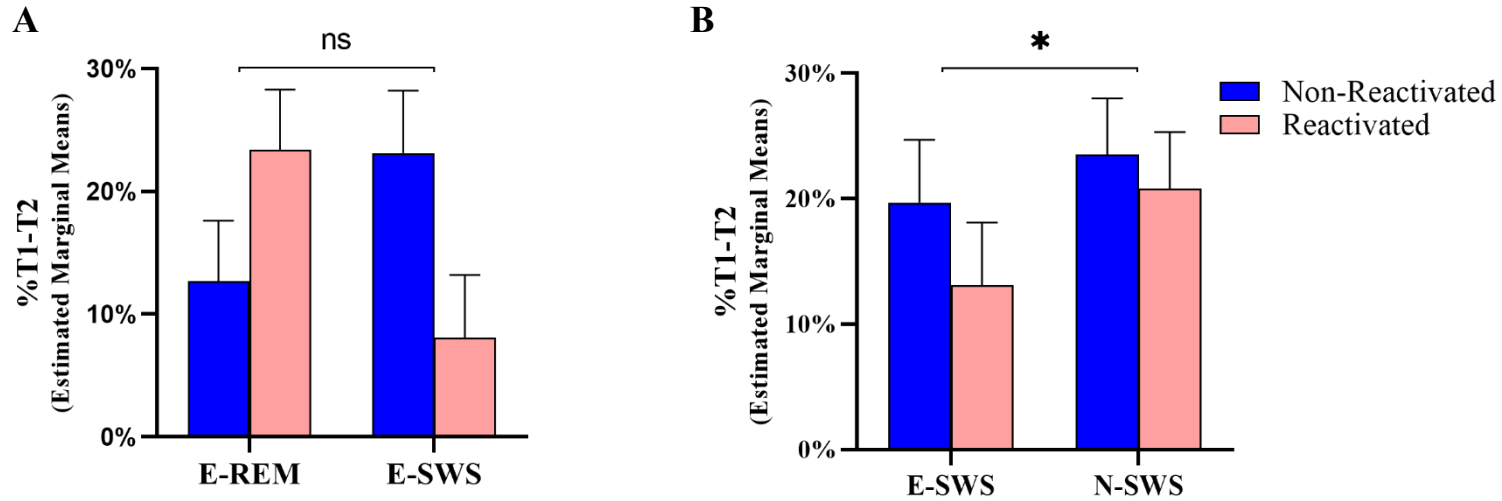 A
ns
30%
20%
10%
0%
%T1-T2
(Estimated Marginal Means)
E-REM
E-SWS
B
*
30%
20%
10%
0%
%T1-T2
(Estimated Marginal Means)
E-SWS
N-SWS
Non-Reactivated
Reactivated